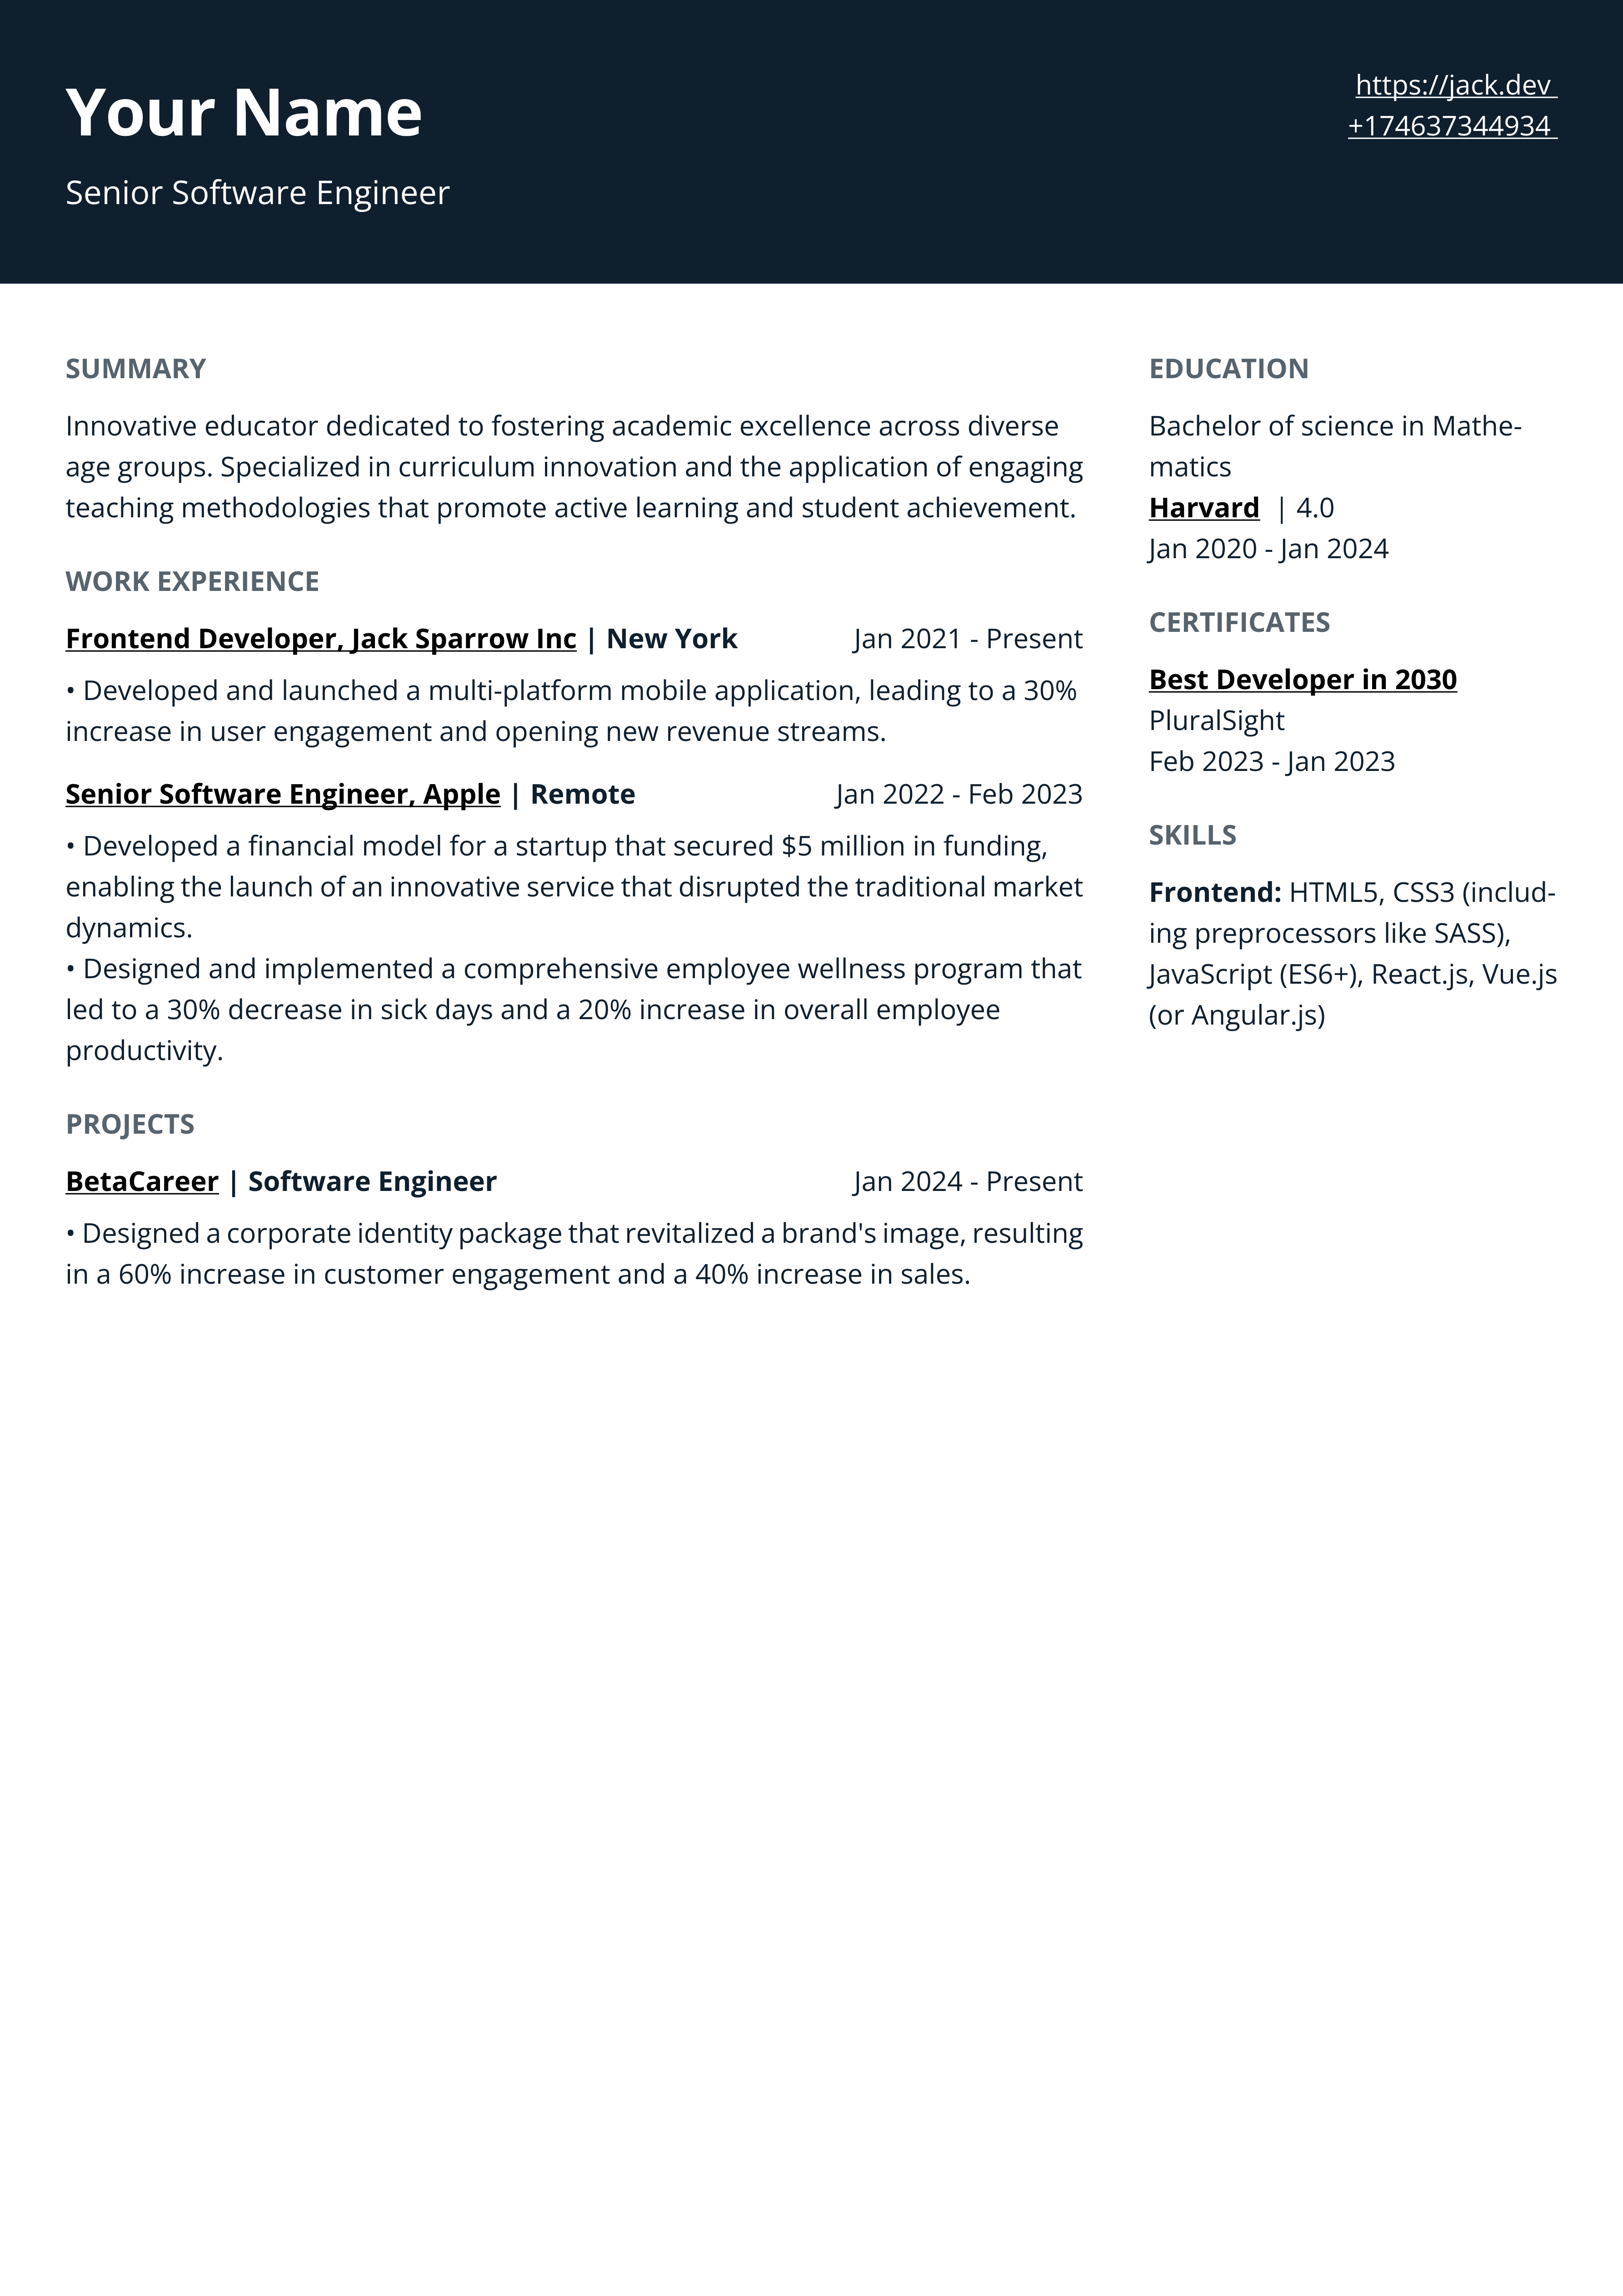 Your Name
Senior Software Engineer
https://jack.dev
+174637344934
SUMMARY
Innovative educator dedicated to fostering academic excellence across diverse
age groups. Specialized in curriculum innovation and the application of engaging
teaching methodologies that promote active learning and student achievement.
WORK EXPERIENCE
Frontend Developer, Jack Sparrow Inc | New York Jan 2021 - Present
• Developed and launched a multi-platform mobile application, leading to a 30%
increase in user engagement and opening new revenue streams.
Senior Software Engineer, Apple | Remote Jan 2022 - Feb 2023
• Developed a financial model for a startup that secured $5 million in funding,
enabling the launch of an innovative service that disrupted the traditional market
dynamics.
• Designed and implemented a comprehensive employee wellness program that
led to a 30% decrease in sick days and a 20% increase in overall employee
productivity.
PROJECTS
BetaCareer | Software Engineer Jan 2024 - Present
• Designed a corporate identity package that revitalized a brand's image, resulting
in a 60% increase in customer engagement and a 40% increase in sales.
EDUCATION
Bachelor of science in Mathe-
matics
Harvard | 4.0
Jan 2020 - Jan 2024
CERTIFICATES
Best Developer in 2030
PluralSight
Feb 2023 - Jan 2023
SKILLS
Frontend: HTML5, CSS3 (includ-
ing preprocessors like SASS),
JavaScript (ES6+), React.js, Vue.js
(or Angular.js)